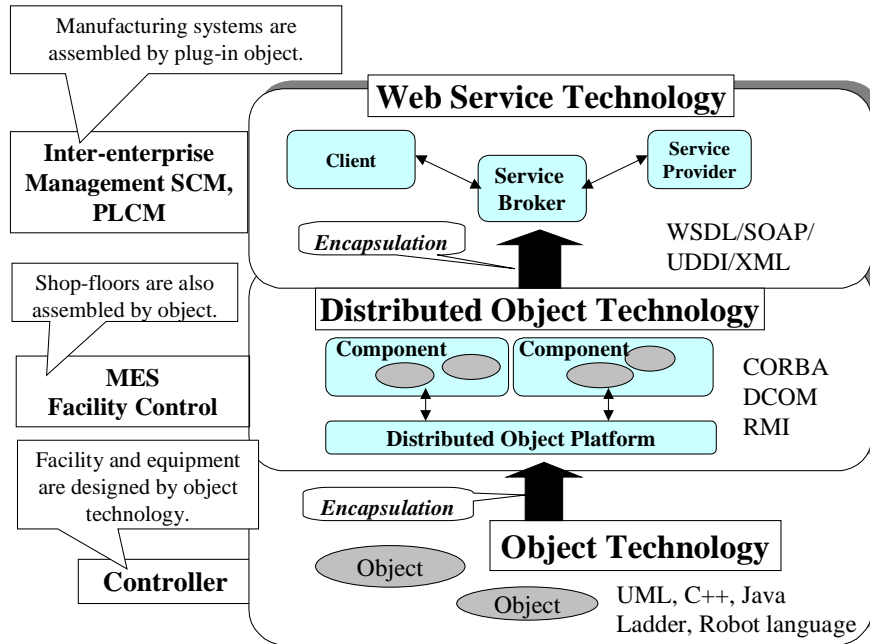 Manufacturing systems are
assembled by plug-in object.
Web Service Technology
Inter-enterprise
Management SCM,
PLCM
Client
Service
Broker
Service
Provider
Encapsulation
WSDL/SOAP/
UDDI/XML
Shop-floors are also
assembled by object.
Distributed Object Technology
MES
Facility Control
Component
Component
CORBA
DCOM
RMI
Distributed Object Platform
Facility and equipment
are designed by object
technology.
Encapsulation
Object Technology
Controller
Object
Object
UML, C++, Java
Ladder, Robot language